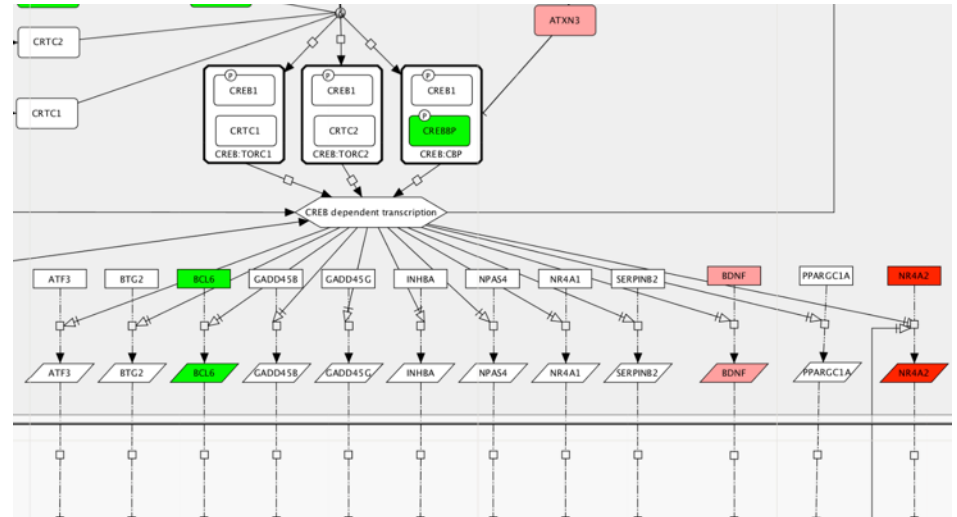 ATXN3
CRTC2
CRTC1
P P P
CREB1 CREB1 CREB1
P
CRTC1 CRTC2 CREBBP
CREB:TORC1 CREB:TORC2 CREB:CBP
CREB dependent transcription
ATF3 BTG2 BCL6 GADD45B GADD45G INHBA NPAS4 NR4A1 SERPINB2 BDNF PPARGC1A NR4A2
ATF3 BTG2 BCL6 GADD45B GADD45G INHBA NPAS4 NR4A1 SERPINB2 BDNF PPARGC1A NR4A2